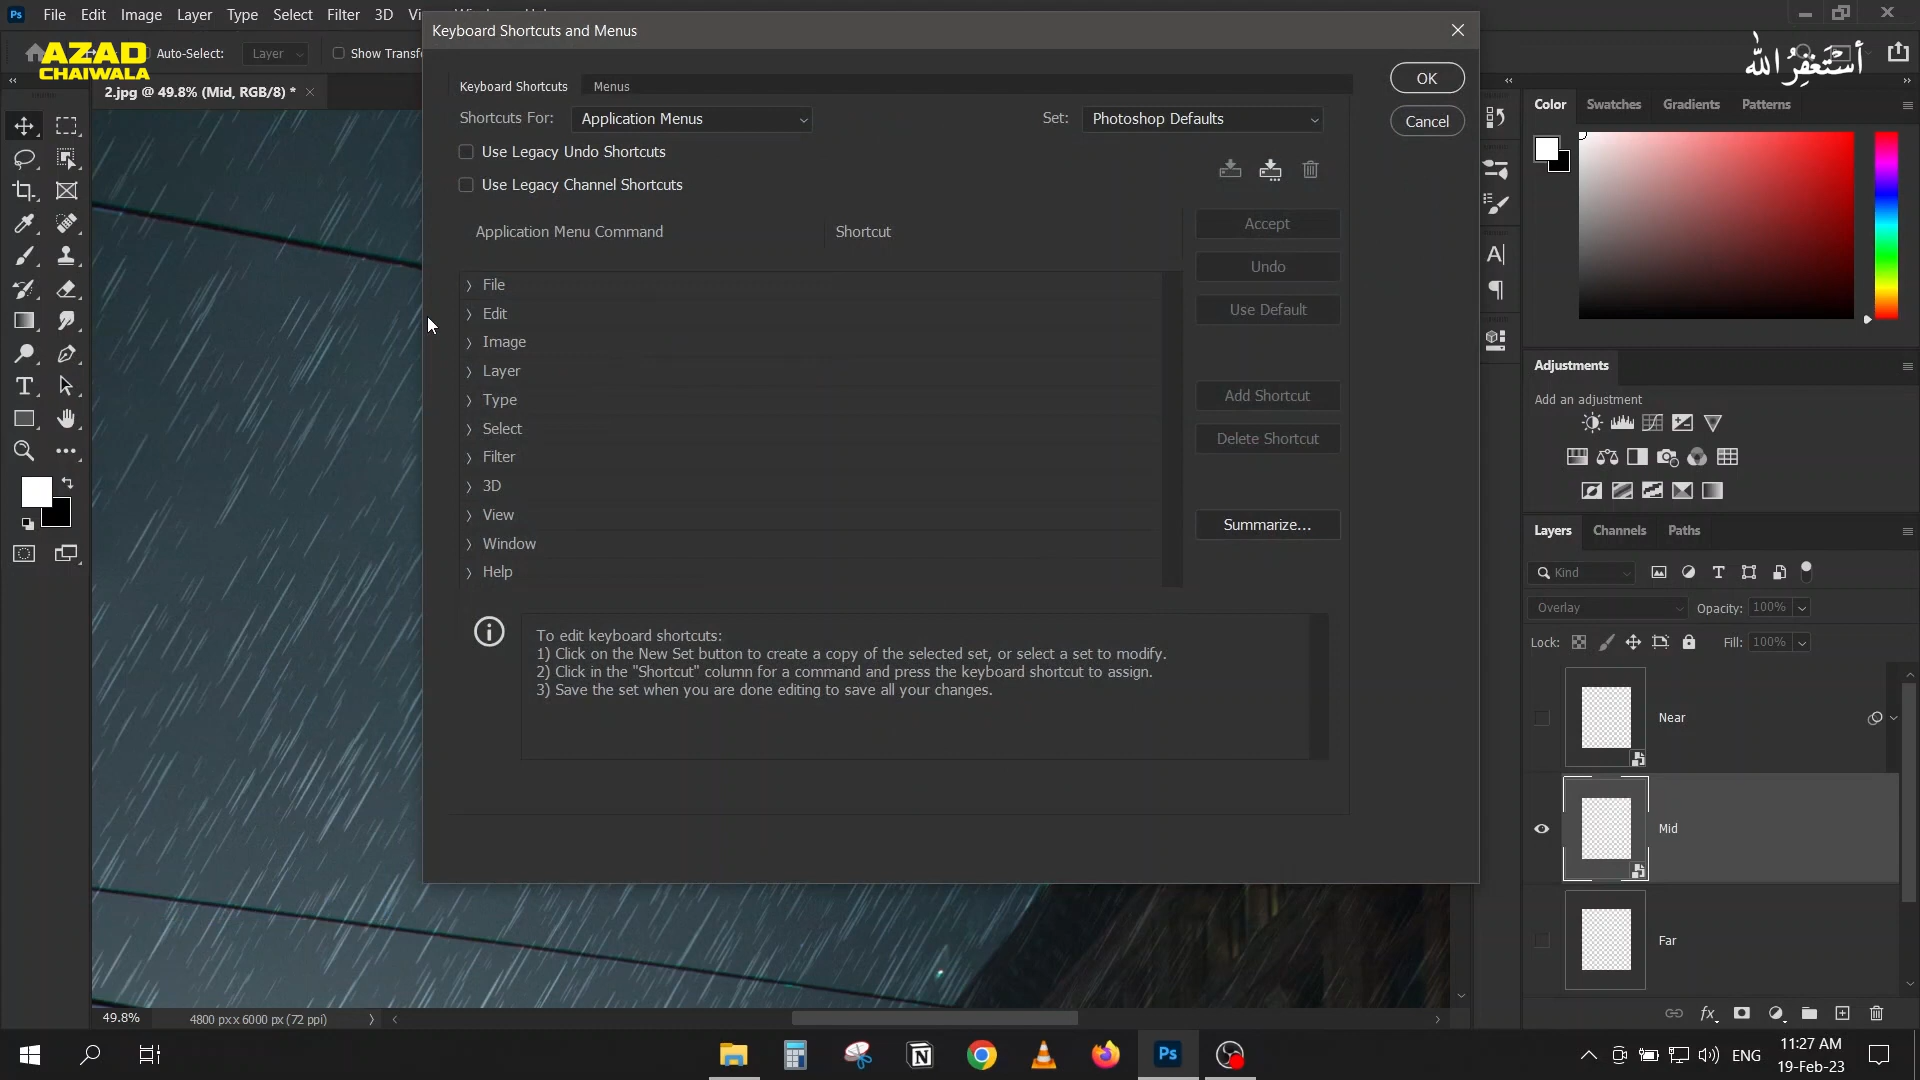 Ps File Edit Image Layer Type Select Filter 3D
Keyboard Shortcuts and Menus
AZAD
CHAIWALA
Auto-Select: Layer Show Transf
أستغفر الله
2.jpg @ 49.8% (Mid, RGB/8) *
Keyboard Shortcuts Menus
OK
Shortcuts For: Application Menus Set: Photoshop Defaults
Cancel
Use Legacy Undo Shortcuts
Use Legacy Channel Shortcuts
Application Menu Command Shortcut
Accept
Undo
Use Default
Add Shortcut
Delete Shortcut
Summarize...
File
Edit
Image
Layer
Type
Select
Filter
3D
View
Window
Help
To edit keyboard shortcuts:
1) Click on the New Set button to create a copy of the selected set, or select a set to modify.
2) Click in the "Shortcut" column for a command and press the keyboard shortcut to assign.
3) Save the set when you are done editing to save all your changes.
Color Swatches Gradients Patterns
Adjustments
Add an adjustment
Layers Channels Paths
Kind
Overlay Opacity: 100%
Lock: Fill: 100%
Near
Mid
Far
49.8% 4800 px x 6000 px (72 ppi)
ENG
11:27 AM
19-Feb-23